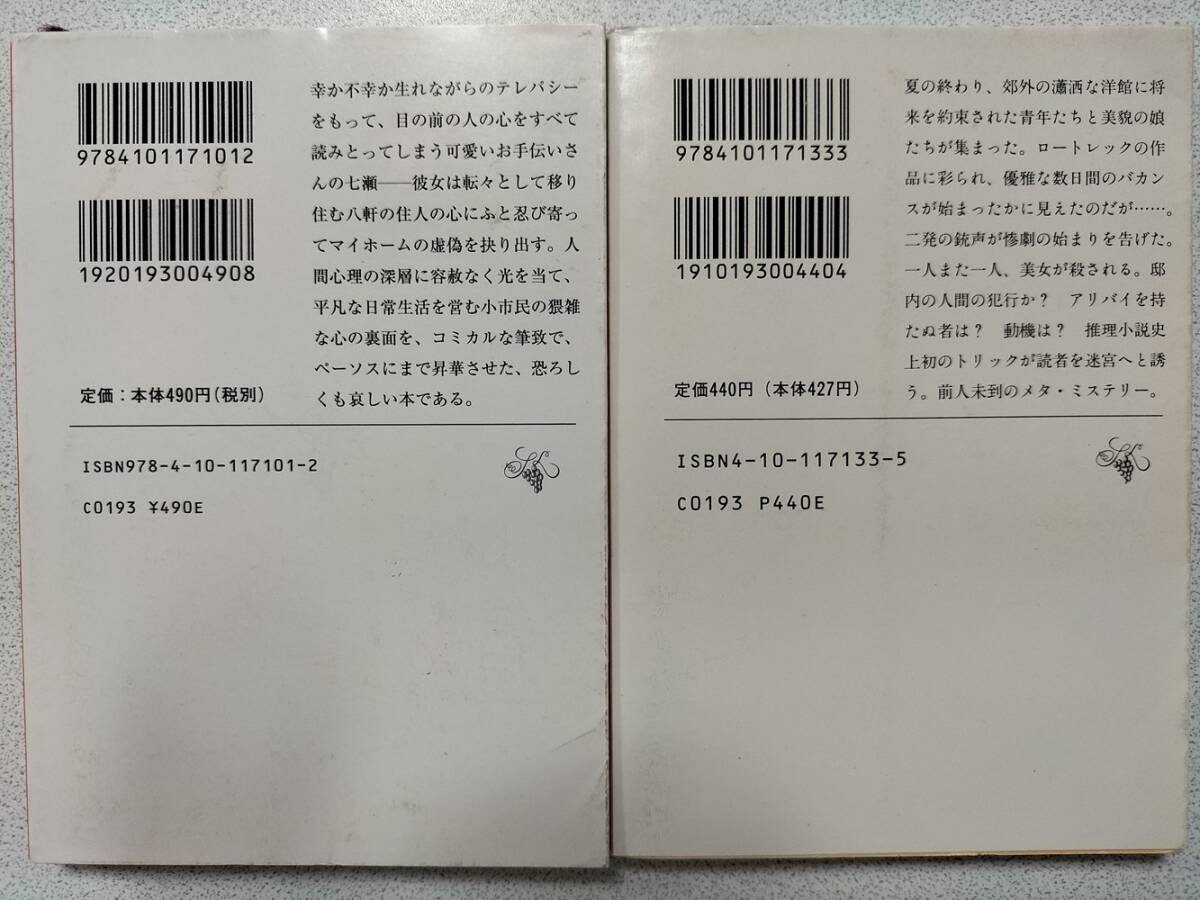 9784101171012
1920193004908
幸か不幸か生れながらのテレパシー
をもって、目の前の人の心をすべて
読みとってしまう可愛いお手伝いさ
んの七瀬――彼女は転々として移り
住む八軒の住人の心にふと忍び寄っ
てマイホームの虚偽を抉り出す。人
間心理の深層に容赦なく光を当て、
平凡な日常生活を営む小市民の猥雑
な心の裏面を、コミカルな筆致で、
ペーソスにまで昇華させた、恐ろし
くも哀しい本である。
定価：本体490円(税別)
ISBN978-4-10-117101-2
C0193 ¥490E
9784101171333
1910193004404
夏の終わり、郊外の瀟洒な洋館に将
来を約束された青年たちと美貌の娘
たちが集まった。ロートレックの作
品に彩られ、優雅な数日間のバカン
スが始まったかに見えたのだが……。
二発の銃声が惨劇の始まりを告げた。
一人また一人、美女が殺される。邸
内の人間の犯行か？ アリバイを持
たぬ者は？ 動機は？ 推理小説史
上初のトリックが読者を迷宮へと誘
う。前人未到のメタ・ミステリー。
定価440円（本体427円）
ISBN4-10-117133-5
C0193 P440E